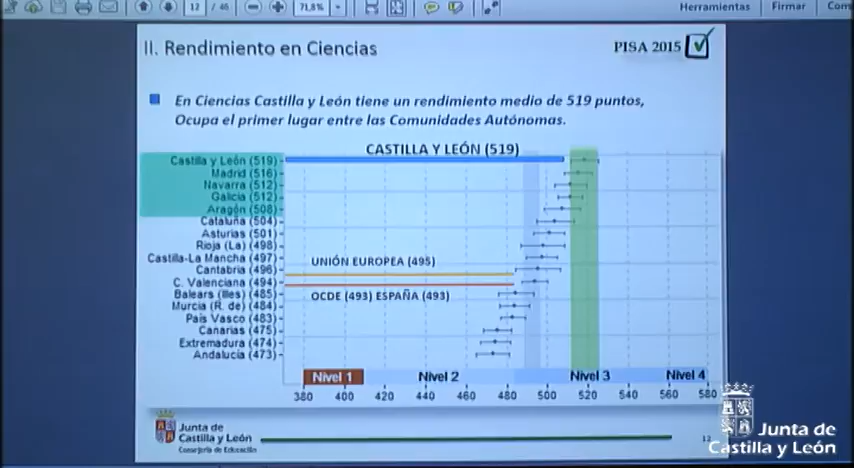 12 / 46
71,8%
Herramientas
Firmar
Com
II. Rendimiento en Ciencias
PISA 2015
En Ciencias Castilla y León tiene un rendimiento medio de 519 puntos,
Ocupa el primer lugar entre las Comunidades Autónomas.
CASTILLA Y LEÓN (519)
Castilla y León (519)
Madrid (516)
Navarra (512)
Galicia (512)
Aragón (508)
Cataluña (504)
Asturias (501)
Rioja (La) (498)
Castilla-La Mancha (497)
Cantabria (496)
C. Valenciana (494)
Balears (Illes) (485)
Murcia (R. de) (484)
País Vasco (483)
Canarias (475)
Extremadura (474)
Andalucía (473)
UNIÓN EUROPEA (495)
OCDE (493) ESPAÑA (493)
Nivel 1
Nivel 2
Nivel 3
Nivel 4
380 400 420 440 460 480 500 520 540 560 580
Junta de
Castilla y León
Consejería de Educación
12
Junta de
Castilla y León